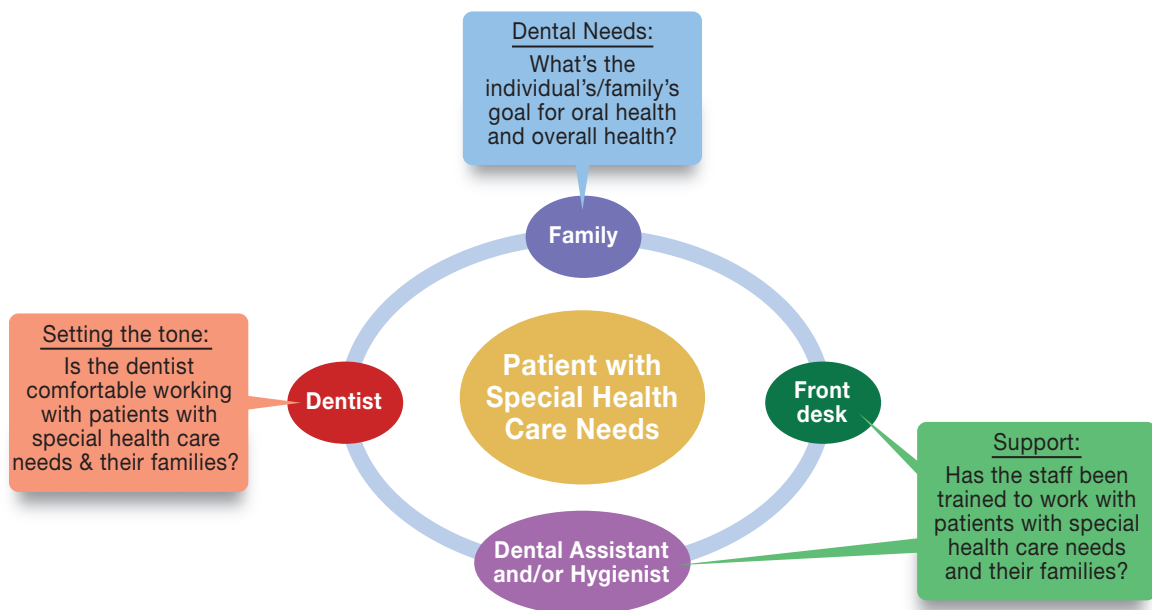 Dental Needs:
What's the
individual's/family's
goal for oral health
and overall health?
Family
Setting the tone:
Is the dentist
comfortable working
with patients with
special health care
needs & their families?
Dentist
Patient with
Special Health
Care Needs
Front
desk
Support:
Has the staff been
trained to work with
patients with special
health care needs
and their families?
Dental Assistant
and/or Hygienist